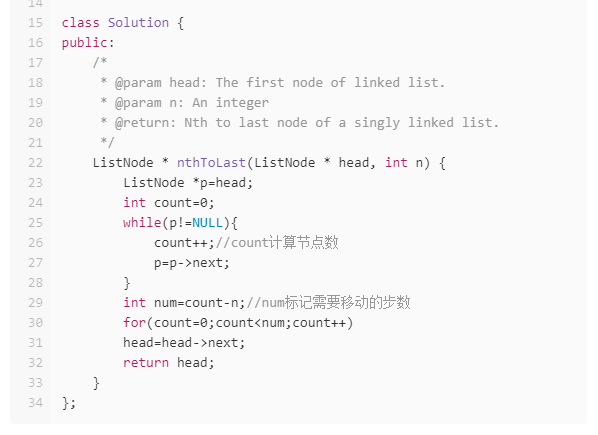 14
15 class Solution {
16 public:
17     /*
18      * @param head: The first node of linked list.
19      * @param n: An integer
20      * @return: Nth to last node of a singly linked list.
21      */
22     ListNode * nthToLast(ListNode * head, int n) {
23         ListNode *p=head;
24         int count=0;
25         while(p!=NULL){
26             count++;//count计算节点数
27             p=p->next;
28         }
29         int num=count-n;//num标记需要移动的步数
30         for(count=0;count<num;count++)
31         head=head->next;
32         return head;
33     }
34 };